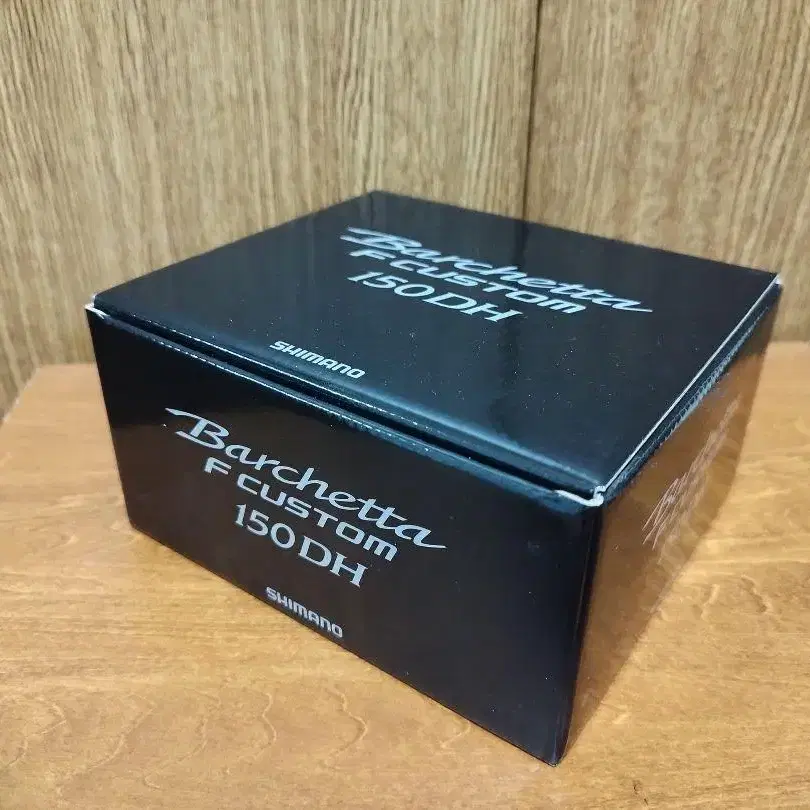 Barchetta
F CUSTOM
150DH
SHIMANO
Barchetta
F CUSTOM
150DH
SHIMANO